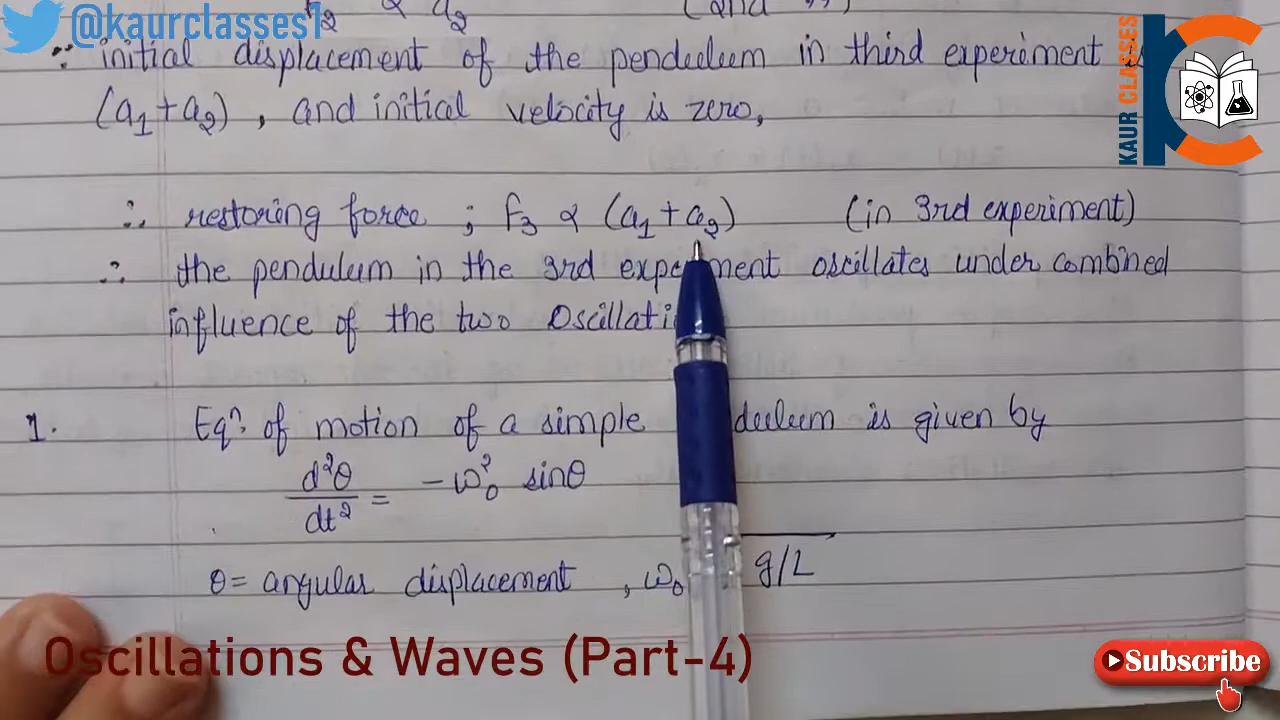 @kaurclasses1
∵ initial displacement of the pendulum in third experiment is
(a₁ + a₂), and initial velocity is zero,
∴ restoring force ; F₃ ∝ (a₁ + a₂) (in 3rd experiment)
∴ the pendulum in the 3rd experiment oscillates under combined
influence of the two Oscillati
1. Eqⁿ. of motion of a simple dulum is given by
d²θ/dt² = -ω₀² sinθ
θ = angular displacement , ω₀ g/L
Oscillations & Waves (Part-4)
KAUR CLASSES
Subscribe